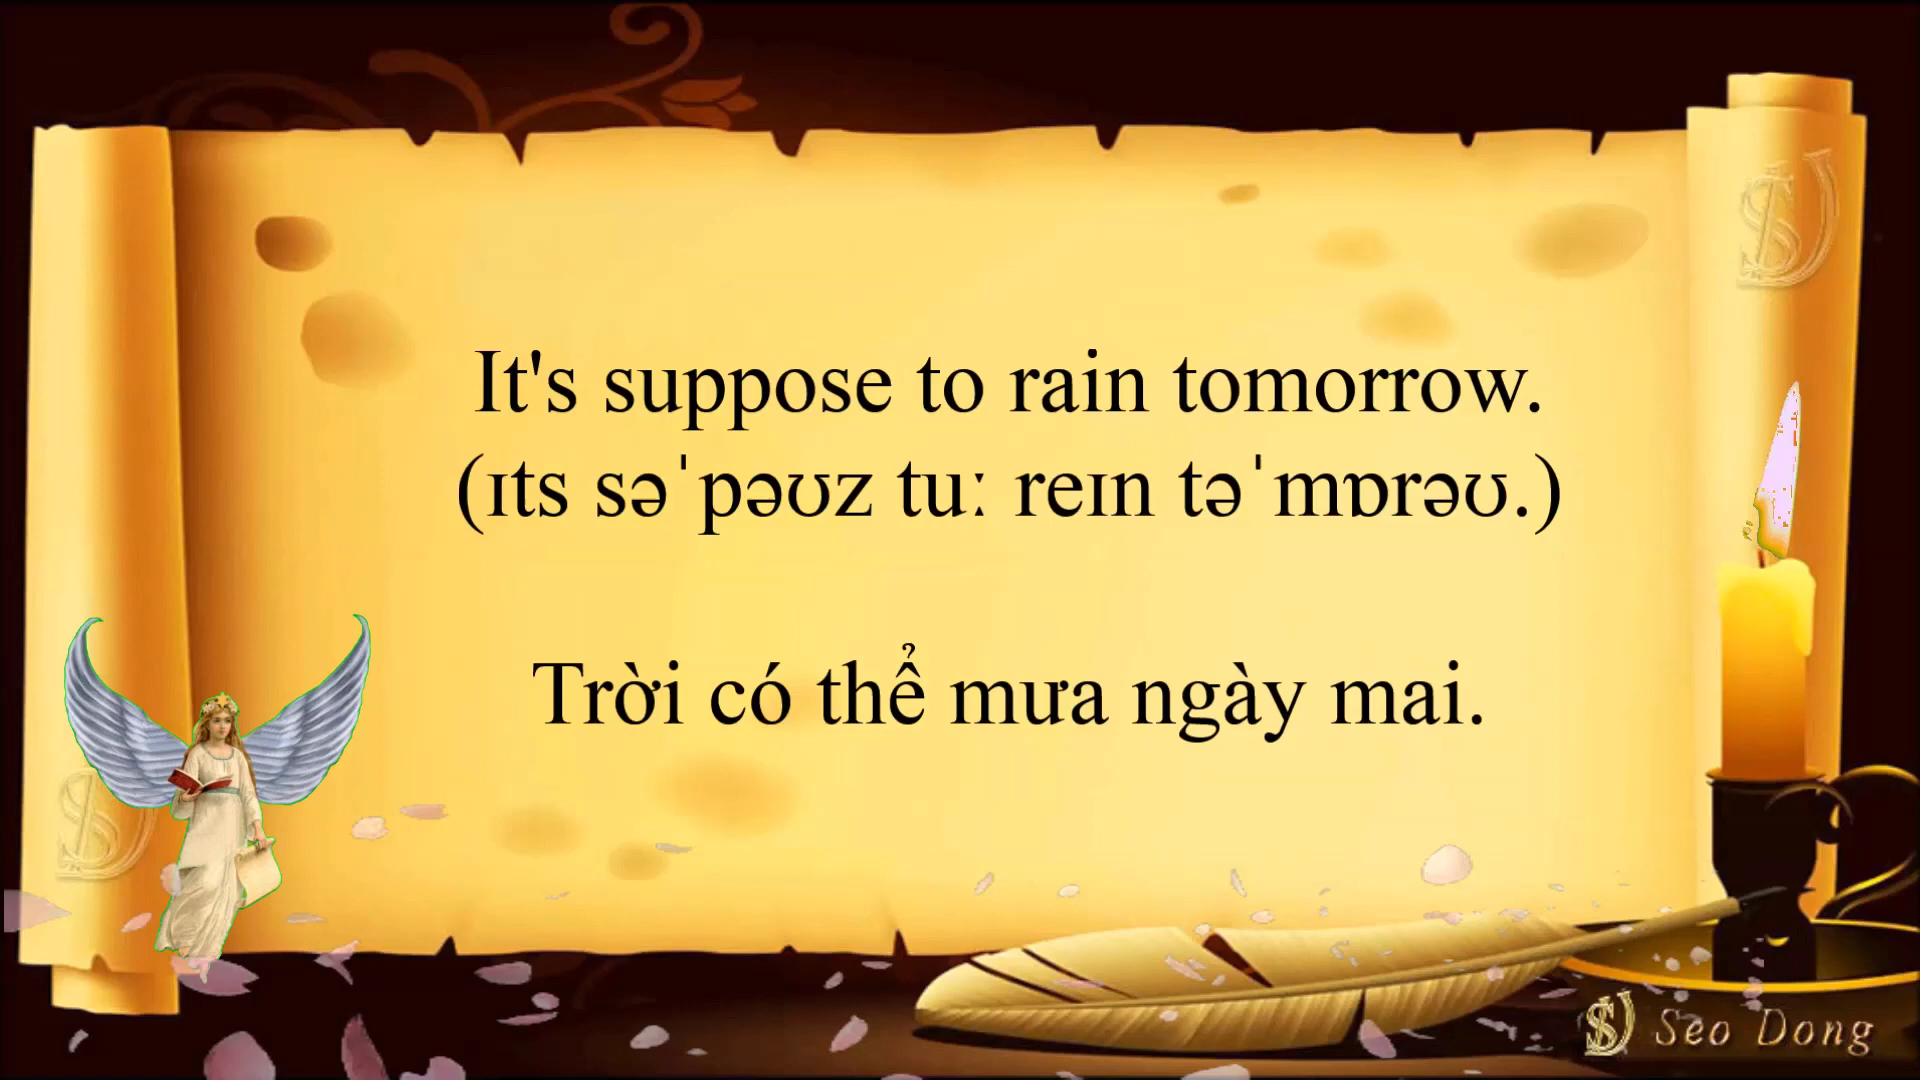 It's suppose to rain tomorrow.
(ɪts səˈpəʊz tuː reɪn təˈmɒrəʊ.)
Trời có thể mưa ngày mai.
Seo Dong